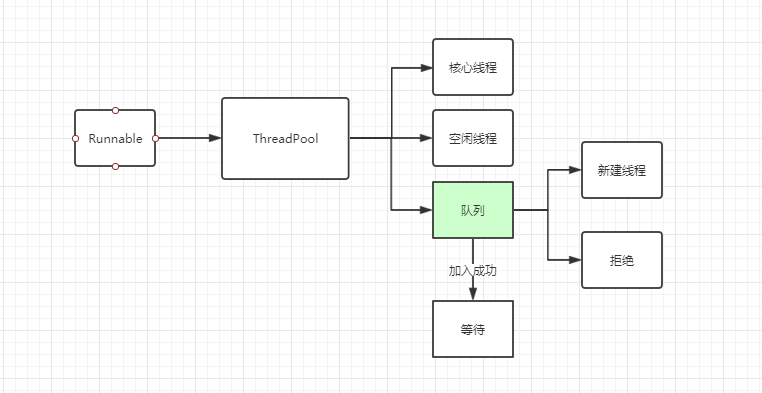 Runnable
ThreadPool
核心线程
空闲线程
队列
新建线程
拒绝
加入成功
等待